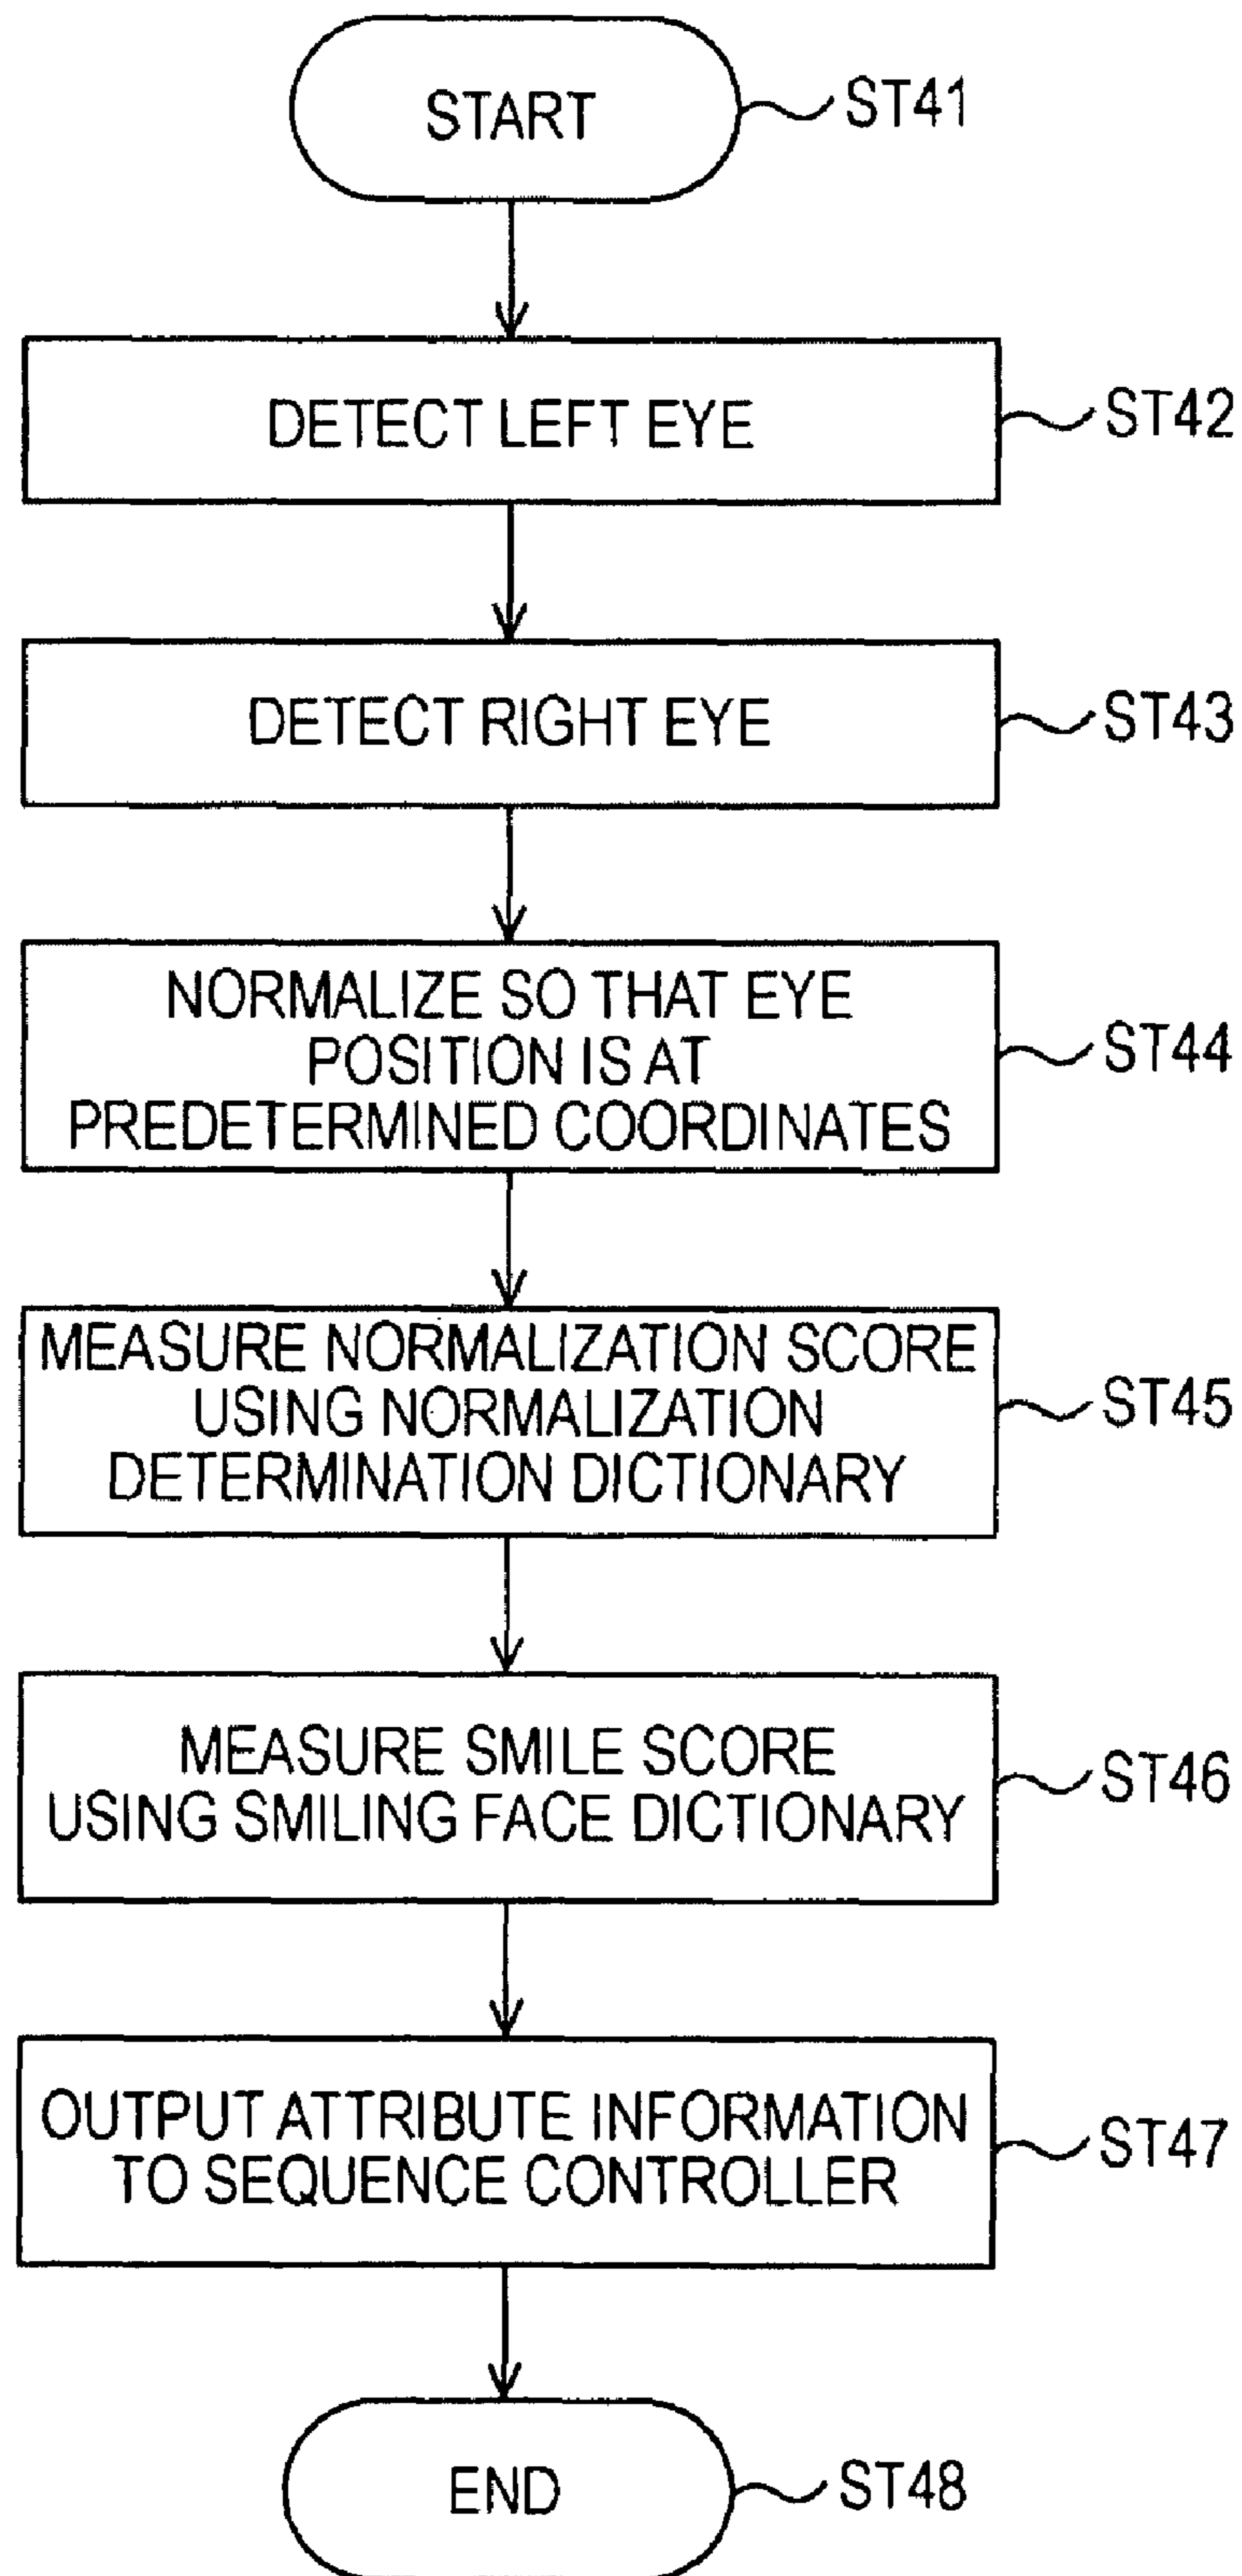 START
ST41
DETECT LEFT EYE
ST42
DETECT RIGHT EYE
ST43
NORMALIZE SO THAT EYE
POSITION IS AT
PREDETERMINED COORDINATES
ST44
MEASURE NORMALIZATION SCORE
USING NORMALIZATION
DETERMINATION DICTIONARY
ST45
MEASURE SMILE SCORE
USING SMILING FACE DICTIONARY
ST46
OUTPUT ATTRIBUTE INFORMATION
TO SEQUENCE CONTROLLER
ST47
END
ST48